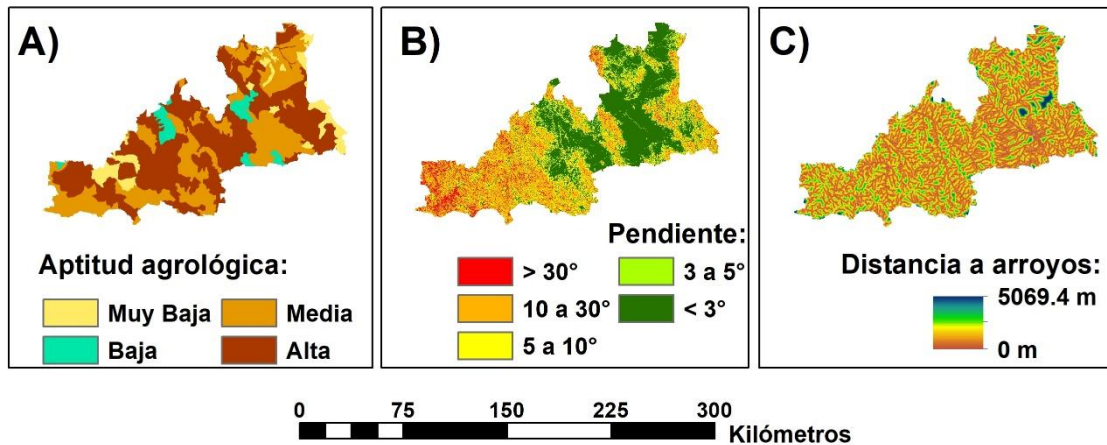 A)
Aptitud agrológica:
Muy Baja
Media
Baja
Alta
B)
Pendiente:
> 30°
3 a 5°
10 a 30°
< 3°
5 a 10°
C)
Distancia a arroyos:
5069.4 m
0 m
0 75 150 225 300
Kilómetros